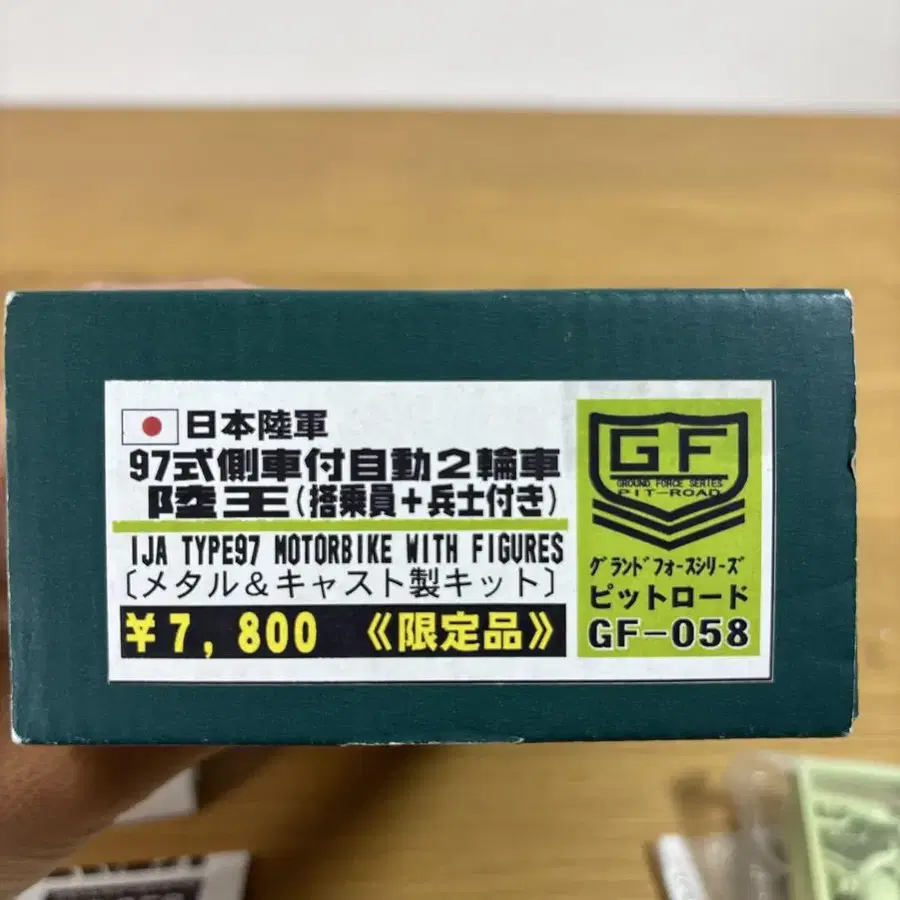 日本陸軍
97式側車付自動2輪車
陸王(搭乗員+兵士付き)
IJA TYPE97 MOTORBIKE WITH FIGURES
〔メタル&キャスト製キット〕
¥7,800 《限定品》
GF
GROUND FORCE SERIES
PIT-ROAD
グランドフォースシリーズ
ピットロード
GF-058